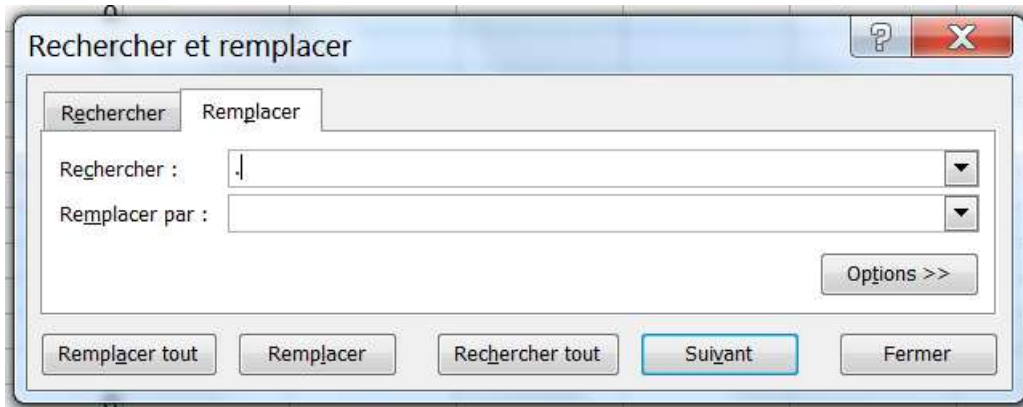 Rechercher et remplacer
Rechercher
Remplacer
Rechercher : .
Remplacer par :
Options >>
Remplacer tout
Remplacer
Rechercher tout
Suivant
Fermer